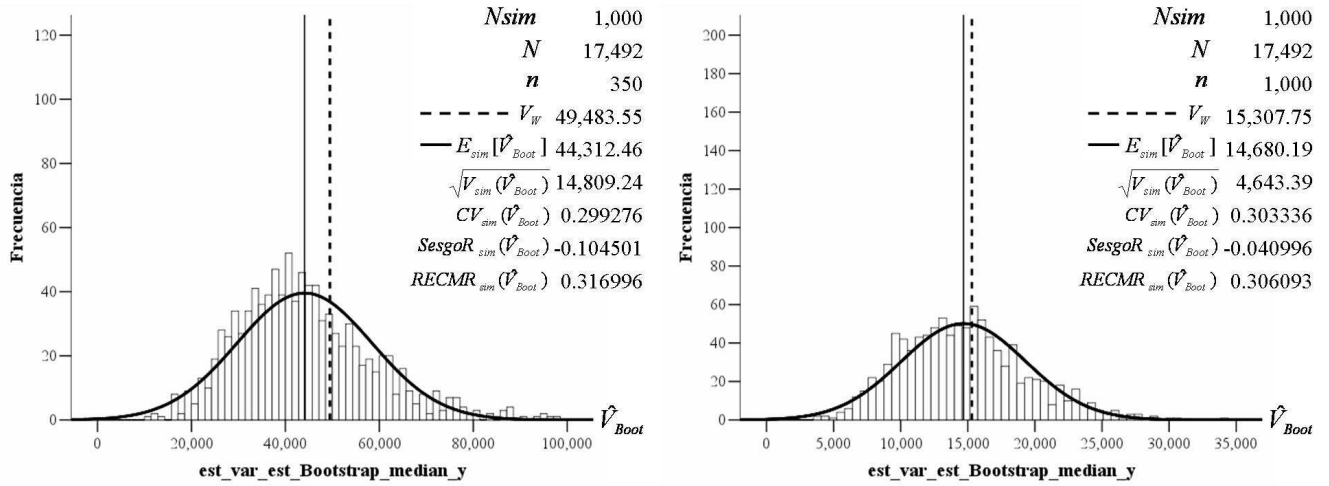 Nsim 1,000
N 17,492
n 350
V_W 49,483.55
E_sim[V̂_Boot] 44,312.46
√V_sim(V̂_Boot) 14,809.24
CV_sim(V̂_Boot) 0.299276
SesgoR_sim(V̂_Boot) -0.104501
RECMR_sim(V̂_Boot) 0.316996
Frecuencia
120
100
80
60
40
20
0
0 20,000 40,000 60,000 80,000 100,000
V̂_Boot
est_var_est_Bootstrap_median_y
Nsim 1,000
N 17,492
n 1,000
V_W 15,307.75
E_sim[V̂_Boot] 14,680.19
√V_sim(V̂_Boot) 4,643.39
CV_sim(V̂_Boot) 0.303336
SesgoR_sim(V̂_Boot) -0.040996
RECMR_sim(V̂_Boot) 0.306093
Frecuencia
200
180
160
140
120
100
80
60
40
20
0
0 5,000 10,000 15,000 20,000 25,000 30,000 35,000
V̂_Boot
est_var_est_Bootstrap_median_y